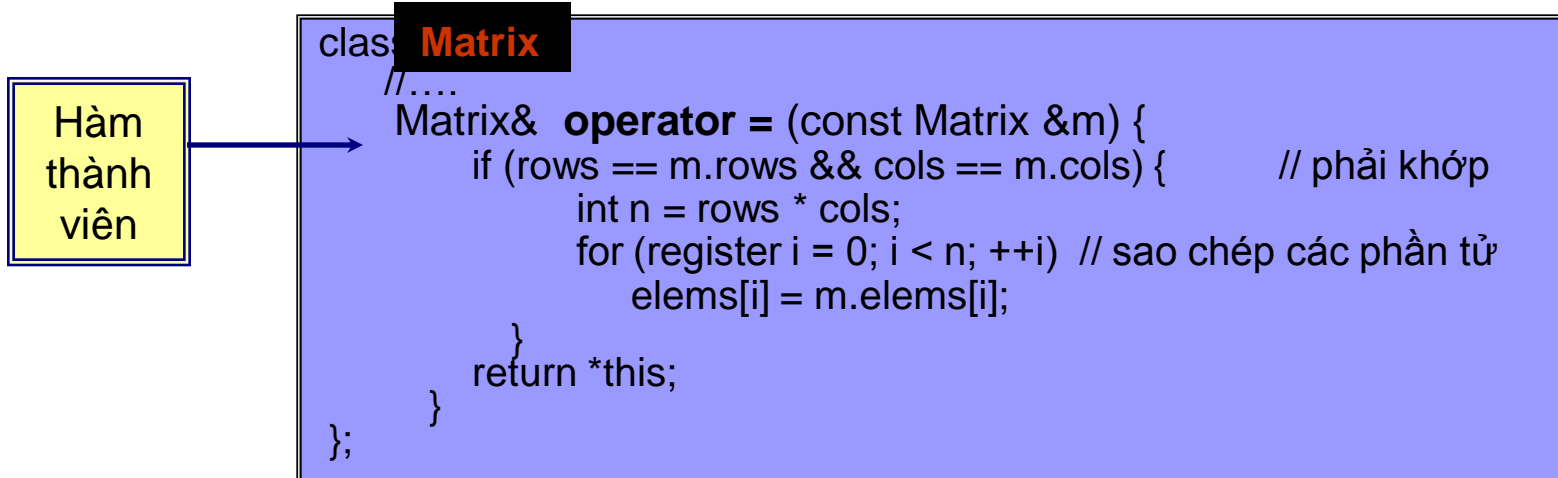 Hàm
thành
viên
clas Matrix
//….
Matrix& operator = (const Matrix &m) {
if (rows == m.rows && cols == m.cols) { // phải khớp
int n = rows * cols;
for (register i = 0; i < n; ++i) // sao chép các phần tử
elems[i] = m.elems[i];
}
return *this;
}
};